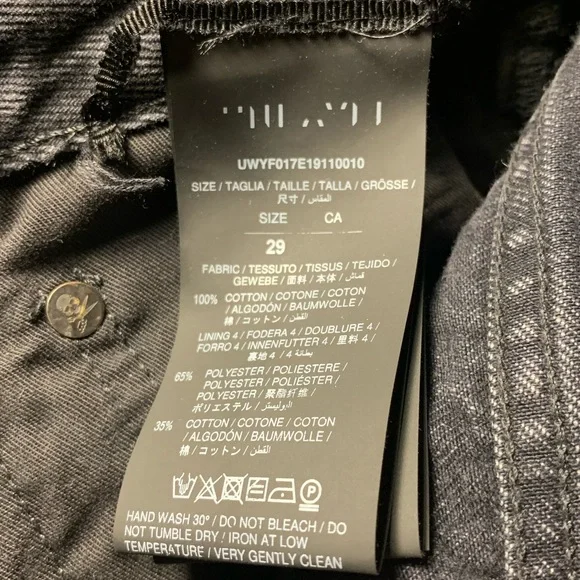 UWYF017E19110010
SIZE / TAGLIA / TAILLE / TALLA / GRÖSSE /
尺寸 / المقاس
SIZE CA
29
FABRIC / TESSUTO / TISSUS / TEJIDO /
GEWEBE / 面料 / 本体 / قماش
100% COTTON / COTONE / COTON
/ ALGODÓN / BAUMWOLLE /
棉 / コットン / القطن
LINING 4 / FODERA 4 / DOUBLURE 4 /
FORRO 4 / INNENFUTTER 4 / 里料 4 /
裏地 4 / بطانة 4
65% POLYESTER / POLIESTERE /
POLYESTER / POLIÉSTER /
POLYESTER / 聚脂纤维 /
ポリエステル / البوليستر
35% COTTON / COTONE / COTON
/ ALGODÓN / BAUMWOLLE /
棉 / コットン / القطن
HAND WASH 30° / DO NOT BLEACH / DO
NOT TUMBLE DRY / IRON AT LOW
TEMPERATURE / VERY GENTLY CLEAN